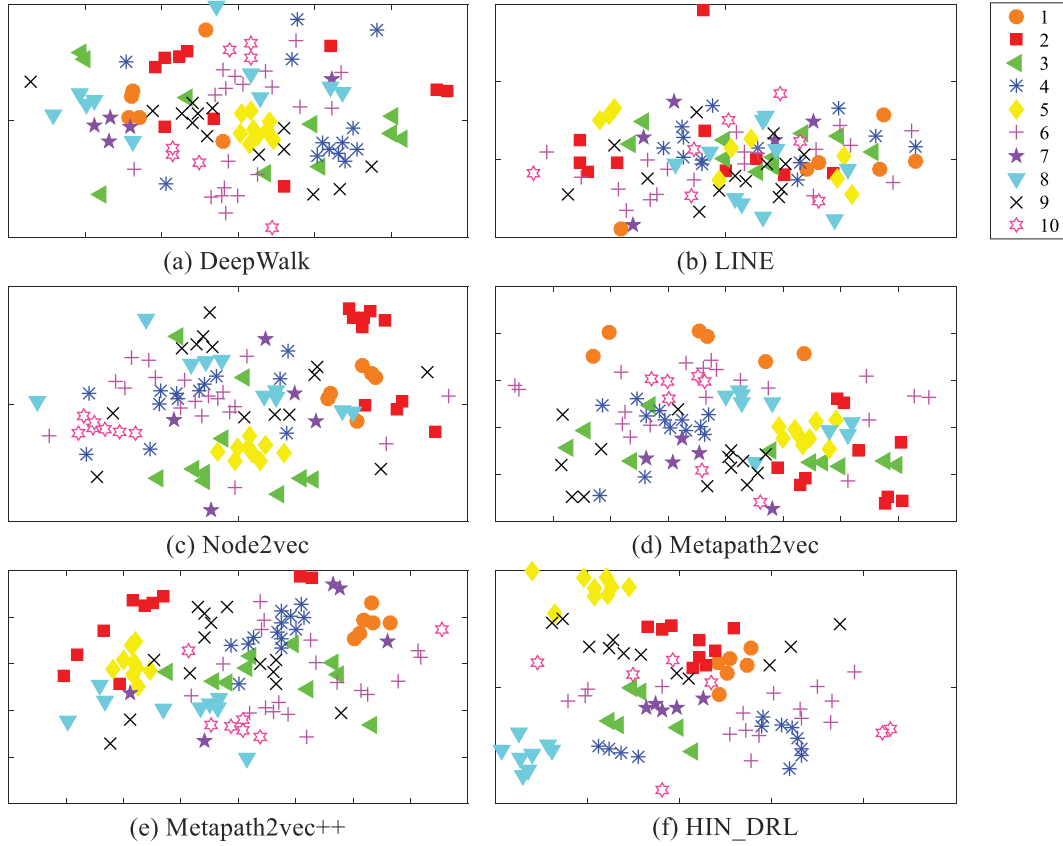 1
2
3
4
5
6
7
8
9
10
(a) DeepWalk
(b) LINE
(c) Node2vec
(d) Metapath2vec
(e) Metapath2vec++
(f) HIN_DRL